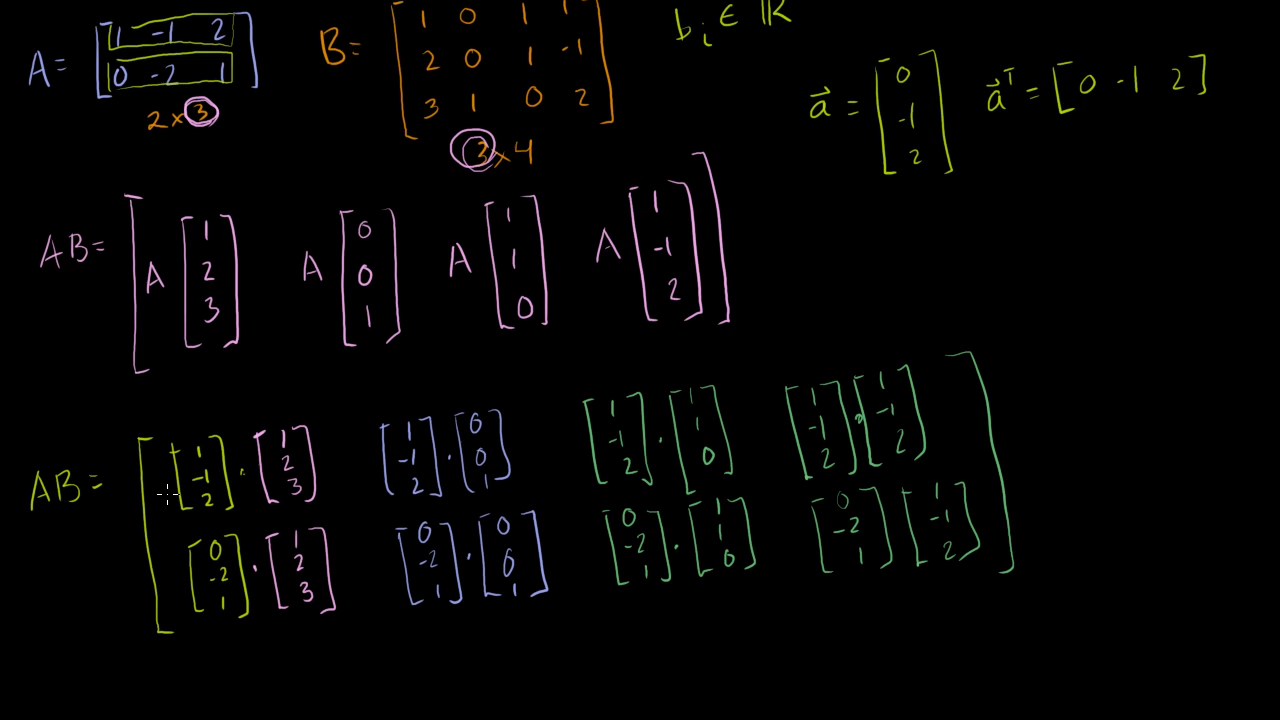 A = [1 -1 2
0 -2 1]
2 x 3
B = [1 0 1 1
2 0 1 -1
3 1 0 2]
3 x 4
b_i ∈ ℝ
a⃗ = [0
-1
2]
a⃗ᵀ = [0 -1 2]
AB = [A [1 2 3] A [0 0 1] A [1 1 0] A [1 -1 2]]
AB = [[1 -1 2] · [1 2 3] [1 -1 2] · [0 0 1] [1 -1 2] · [1 1 0] [1 -1 2] · [1 -1 2]
[0 -2 1] · [1 2 3] [0 -2 1] · [0 0 1] [0 -2 1] · [1 1 0] [0 -2 1] [1 -1 2]]